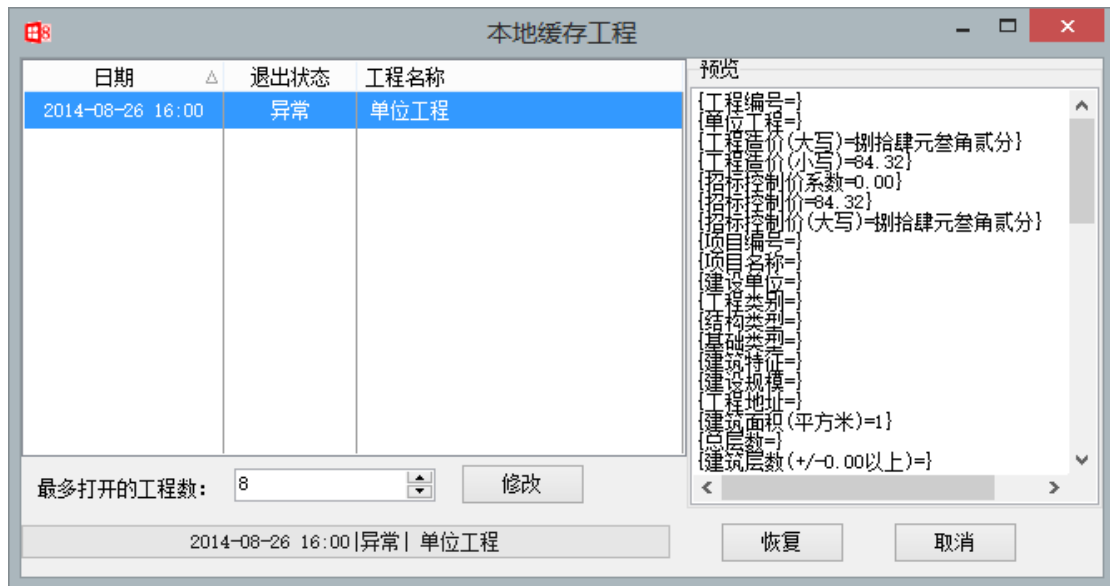 8
本地缓存工程
日期 退出状态 工程名称
2014-08-26 16:00 异常 单位工程
预览
{工程编号=}
{单位工程=}
{工程造价(大写)=捌拾肆元叁角贰分}
{工程造价(小写)=84.32}
{招标控制价系数=0.00}
{招标控制价=84.32}
{招标控制价(大写)=捌拾肆元叁角贰分}
{项目编号=}
{项目名称=}
{建设单位=}
{工程类别=}
{结构类型=}
{基础类型=}
{建筑特征=}
{建设规模=}
{工程地址=}
{建筑面积(平方米)=1}
{总层数=}
{建筑层数(+/-0.00以上)=}
最多打开的工程数: 8 修改
2014-08-26 16:00|异常| 单位工程
恢复 取消